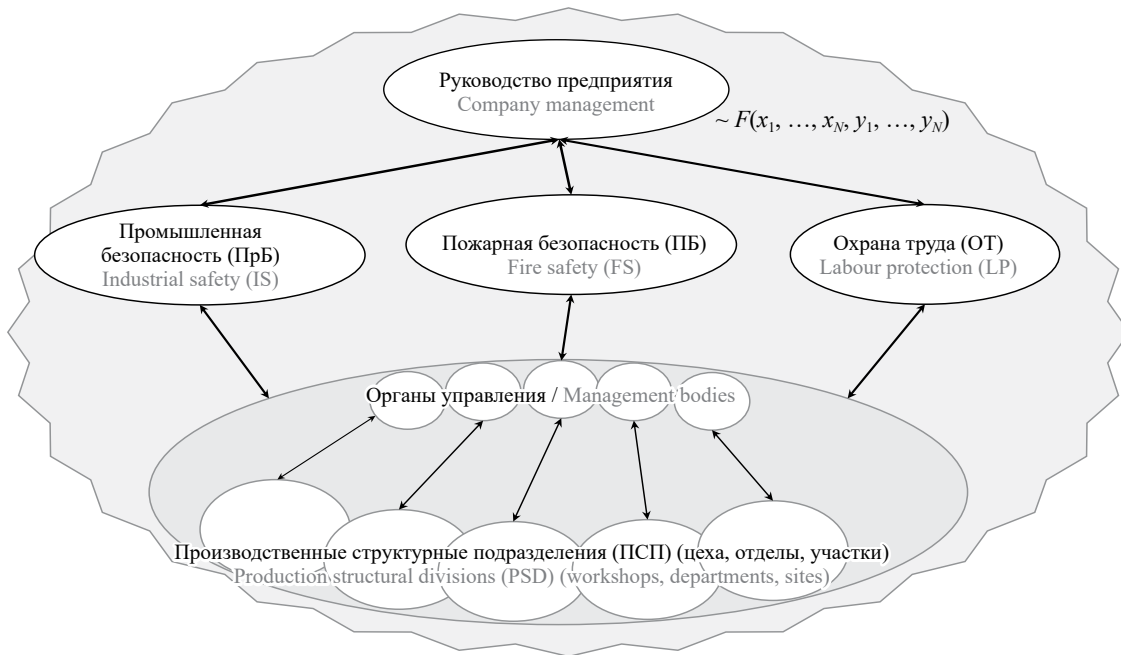 Руководство предприятия
Company management
~ F(x₁, …, x_N, y₁, …, y_N)
Промышленная
безопасность (ПрБ)
Industrial safety (IS)
Пожарная безопасность (ПБ)
Fire safety (FS)
Охрана труда (ОТ)
Labour protection (LP)
Органы управления / Management bodies
Производственные структурные подразделения (ПСП) (цеха, отделы, участки)
Production structural divisions (PSD) (workshops, departments, sites)